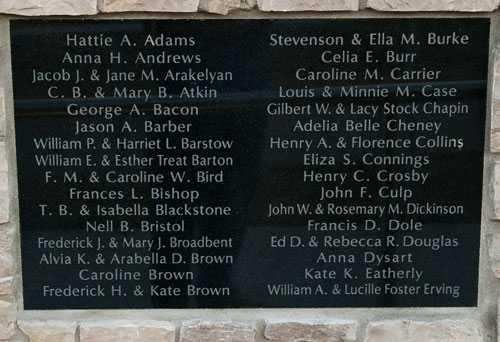 Hattie A. Adams
Anna H. Andrews
Jacob J. & Jane M. Arakelyan
C. B. & Mary B. Atkin
George A. Bacon
Jason A. Barber
William P. & Harriet L. Barstow
William E. & Esther Treat Barton
F. M. & Caroline W. Bird
Frances L. Bishop
T. B. & Isabella Blackstone
Nell B. Bristol
Frederick J. & Mary J. Broadbent
Alvia K. & Arabella D. Brown
Caroline Brown
Frederick H. & Kate Brown
Stevenson & Ella M. Burke
Celia E. Burr
Caroline M. Carrier
Louis & Minnie M. Case
Gilbert W. & Lacy Stock Chapin
Adelia Belle Cheney
Henry A. & Florence Collins
Eliza S. Connings
Henry C. Crosby
John F. Culp
John W. & Rosemary M. Dickinson
Francis D. Dole
Ed D. & Rebecca R. Douglas
Anna Dysart
Kate K. Eatherly
William A. & Lucille Foster Erving